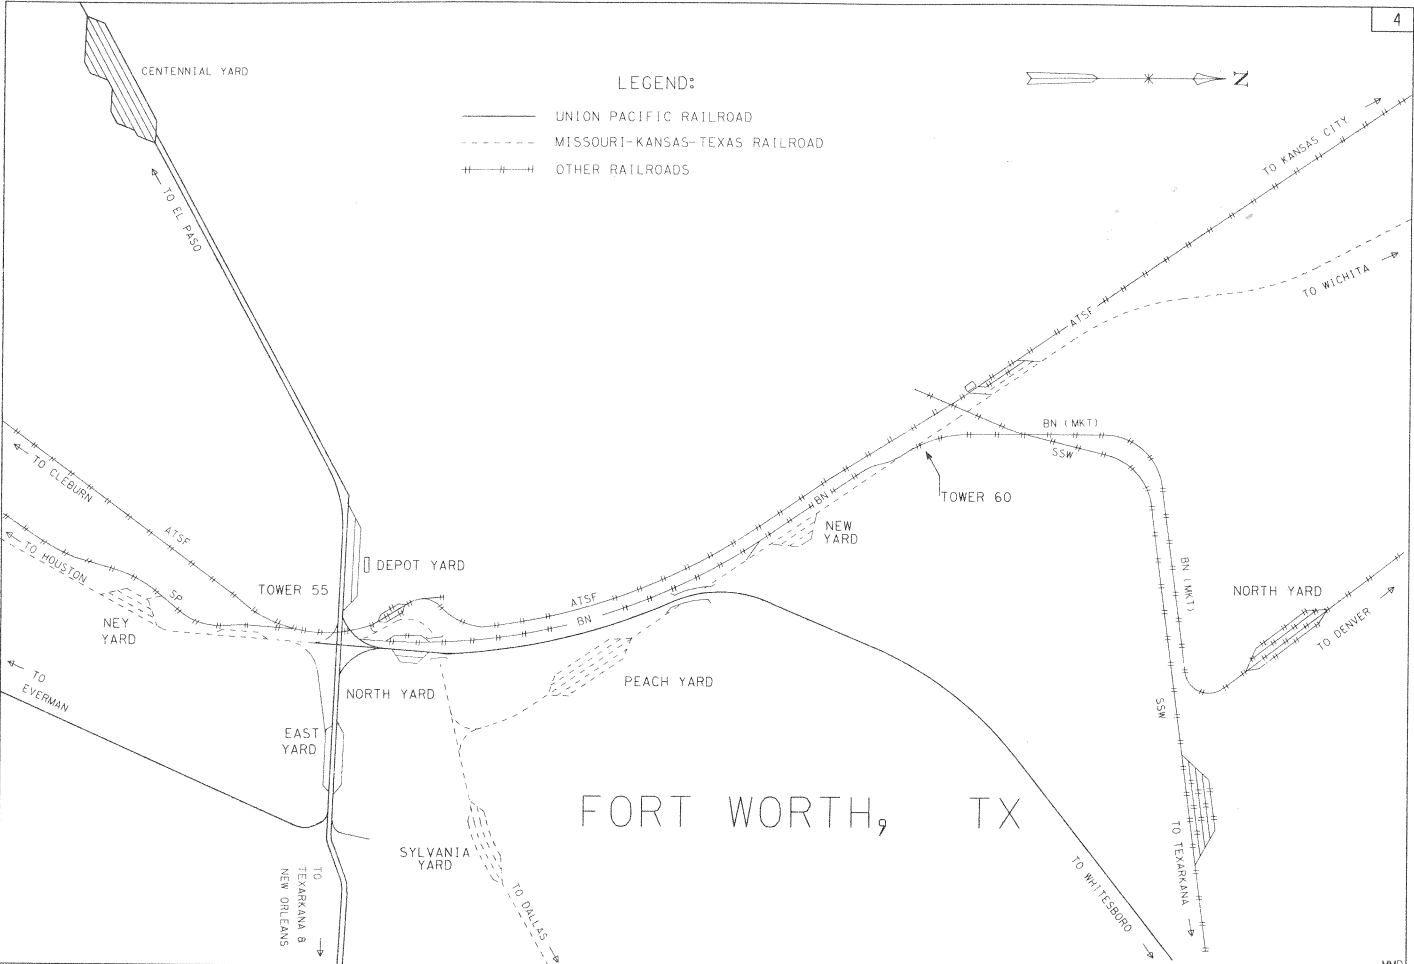 4
CENTENNIAL YARD
LEGEND:
N
UNION PACIFIC RAILROAD
MISSOURI-KANSAS-TEXAS RAILROAD
OTHER RAILROADS
TO KANSAS CITY
TO EL PASO
TO WICHITA
ATSF
BN (MKT)
SSW
TO CLEBURN
TOWER 60
BN
NEW
YARD
ATSF
TO HOUSTON
DEPOT YARD
TOWER 55
SP
NEY
YARD
ATSF
BN
BN (MKT)
NORTH YARD
TO DENVER
TO
EVERMAN
NORTH YARD
PEACH YARD
SSW
EAST
YARD
FORT WORTH, TX
SYLVANIA
YARD
TO
TEXARKANA &
NEW ORLEANS
TO DALLAS
TO WHITESBORO
TO TEXARKANA